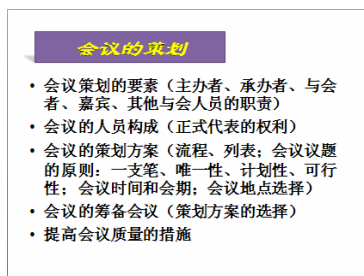 会议的策划
• 会议策划的要素（主办者、承办者、与会
者、嘉宾、其他与会人员的职责）
• 会议的人员构成（正式代表的权利）
• 会议的策划方案（流程、列表；会议议题
的原则：一支笔、唯一性、计划性、可行
性；会议时间和会期；会议地点选择）
• 会议的筹备会议（策划方案的选择）
• 提高会议质量的措施